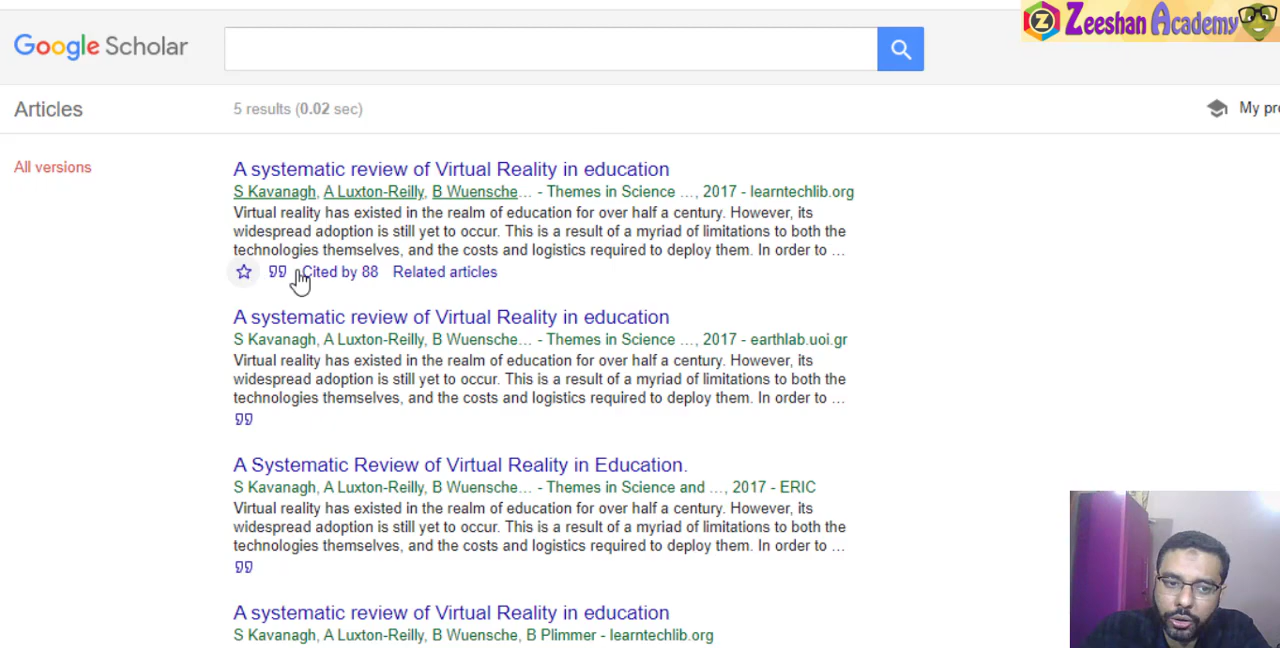 Zeeshan Academy
Google Scholar
Articles
5 results (0.02 sec)
My pro
All versions
A systematic review of Virtual Reality in education
S Kavanagh, A Luxton-Reilly, B Wuensche… - Themes in Science …, 2017 - learntechlib.org
Virtual reality has existed in the realm of education for over half a century. However, its
widespread adoption is still yet to occur. This is a result of a myriad of limitations to both the
technologies themselves, and the costs and logistics required to deploy them. In order to …
Cited by 88 Related articles
A systematic review of Virtual Reality in education
S Kavanagh, A Luxton-Reilly, B Wuensche… - Themes in Science …, 2017 - earthlab.uoi.gr
Virtual reality has existed in the realm of education for over half a century. However, its
widespread adoption is still yet to occur. This is a result of a myriad of limitations to both the
technologies themselves, and the costs and logistics required to deploy them. In order to …
A Systematic Review of Virtual Reality in Education.
S Kavanagh, A Luxton-Reilly, B Wuensche… - Themes in Science and …, 2017 - ERIC
Virtual reality has existed in the realm of education for over half a century. However, its
widespread adoption is still yet to occur. This is a result of a myriad of limitations to both the
technologies themselves, and the costs and logistics required to deploy them. In order to …
A systematic review of Virtual Reality in education
S Kavanagh, A Luxton-Reilly, B Wuensche, B Plimmer - learntechlib.org